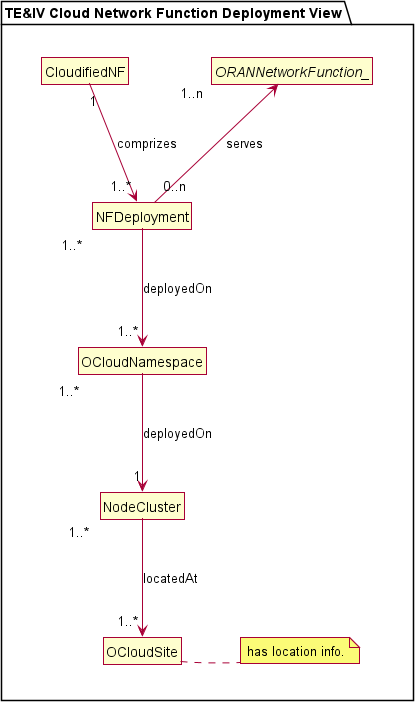 TE&IV Cloud Network Function Deployment View
CloudifiedNF
ORANNetworkFunction_
1
1..n
comprizes
serves
1..*
0..n
NFDeployment
1..*
deployedOn
1..*
OCloudNamespace
1..*
deployedOn
1
NodeCluster
1..*
locatedAt
1..*
OCloudSite
has location info.